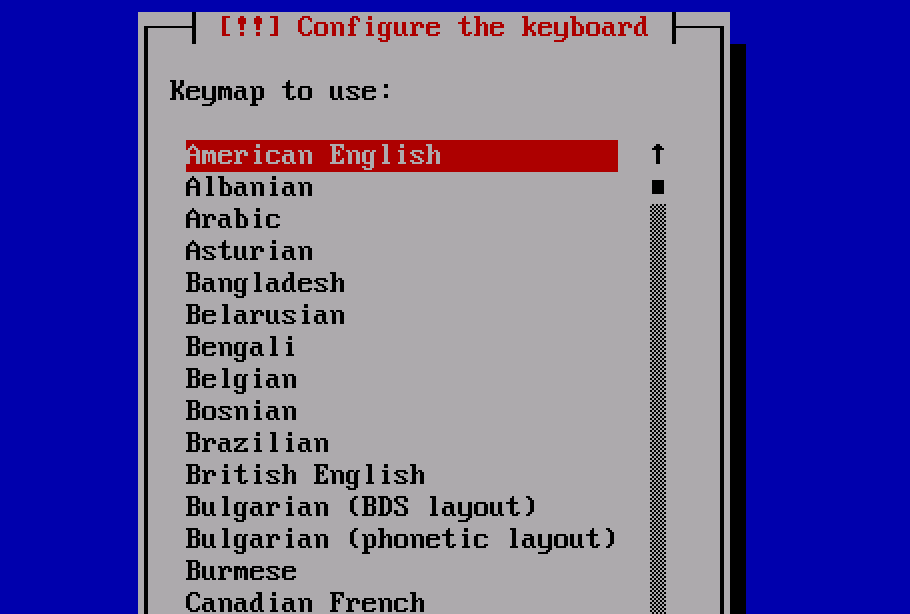 [!!] Configure the keyboard
Keymap to use:
American English
Albanian
Arabic
Asturian
Bangladesh
Belarusian
Bengali
Belgian
Bosnian
Brazilian
British English
Bulgarian (BDS layout)
Bulgarian (phonetic layout)
Burmese
Canadian French